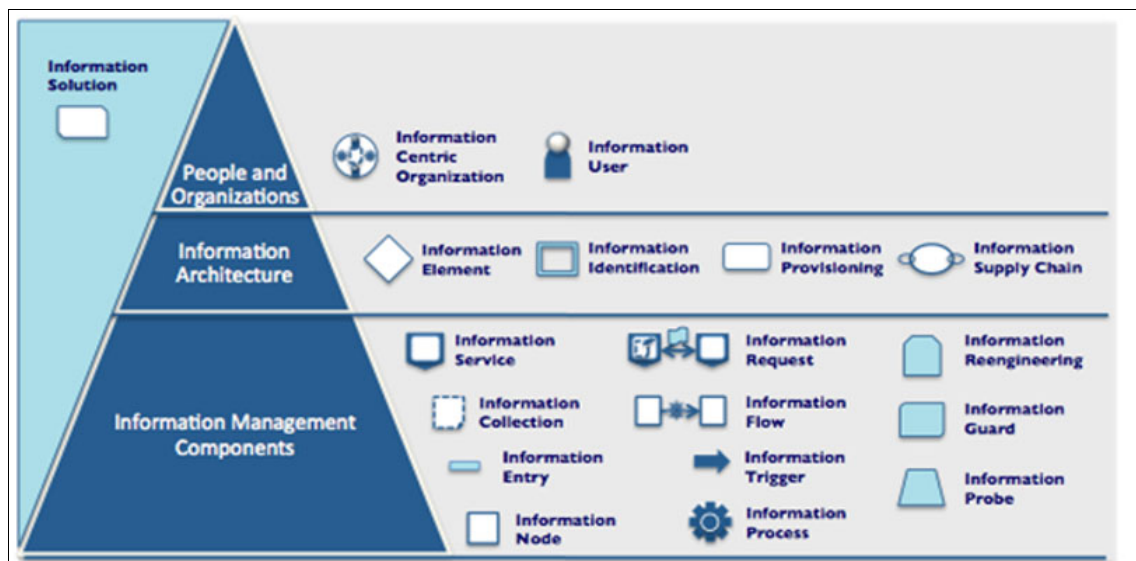 Information
Solution
People and
Organizations
Information
Centric
Organization
Information
User
Information
Architecture
Information
Element
Information
Identification
Information
Provisioning
Information
Supply Chain
Information Management
Components
Information
Service
Information
Request
Information
Reengineering
Information
Collection
Information
Flow
Information
Guard
Information
Entry
Information
Trigger
Information
Probe
Information
Node
Information
Process